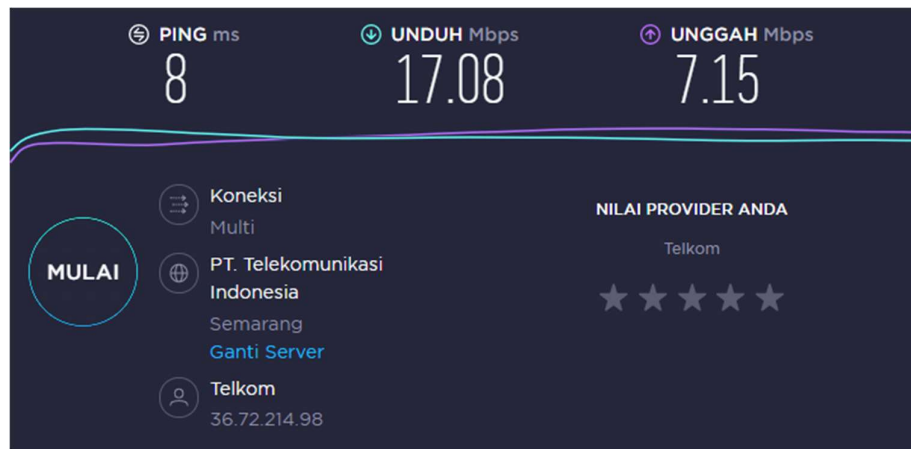 PING ms
8
UNDUH Mbps
17.08
UNGGAH Mbps
7.15
MULAI
Koneksi
Multi
PT. Telekomunikasi
Indonesia
Semarang
Ganti Server
Telkom
36.72.214.98
NILAI PROVIDER ANDA
Telkom